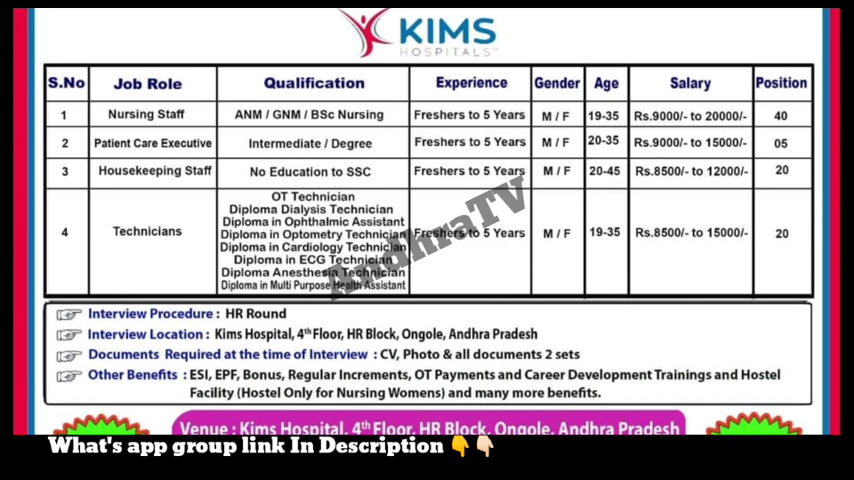 KIMS
HOSPITALS™
S.No Job Role Qualification Experience Gender Age Salary Position
1 Nursing Staff ANM / GNM / BSc Nursing Freshers to 5 Years M / F 19-35 Rs.9000/- to 20000/- 40
2 Patient Care Executive Intermediate / Degree Freshers to 5 Years M / F 20-35 Rs.9000/- to 15000/- 05
3 Housekeeping Staff No Education to SSC Freshers to 5 Years M / F 20-45 Rs.8500/- to 12000/- 20
4 Technicians
OT Technician
Diploma Dialysis Technician
Diploma in Ophthalmic Assistant
Diploma in Optometry Technician
Diploma in Cardiology Technician
Diploma in ECG Technician
Diploma Anesthesia Technician
Diploma in Multi Purpose Health Assistant
Freshers to 5 Years M / F 19-35 Rs.8500/- to 15000/- 20
AndhraTV
Interview Procedure : HR Round
Interview Location : Kims Hospital, 4th Floor, HR Block, Ongole, Andhra Pradesh
Documents Required at the time of Interview : CV, Photo & all documents 2 sets
Other Benefits : ESI, EPF, Bonus, Regular Increments, OT Payments and Career Development Trainings and Hostel
Facility (Hostel Only for Nursing Womens) and many more benefits.
Venue : Kims Hospital, 4th Floor, HR Block, Ongole, Andhra Pradesh
What's app group link In Description 👇👇🏻